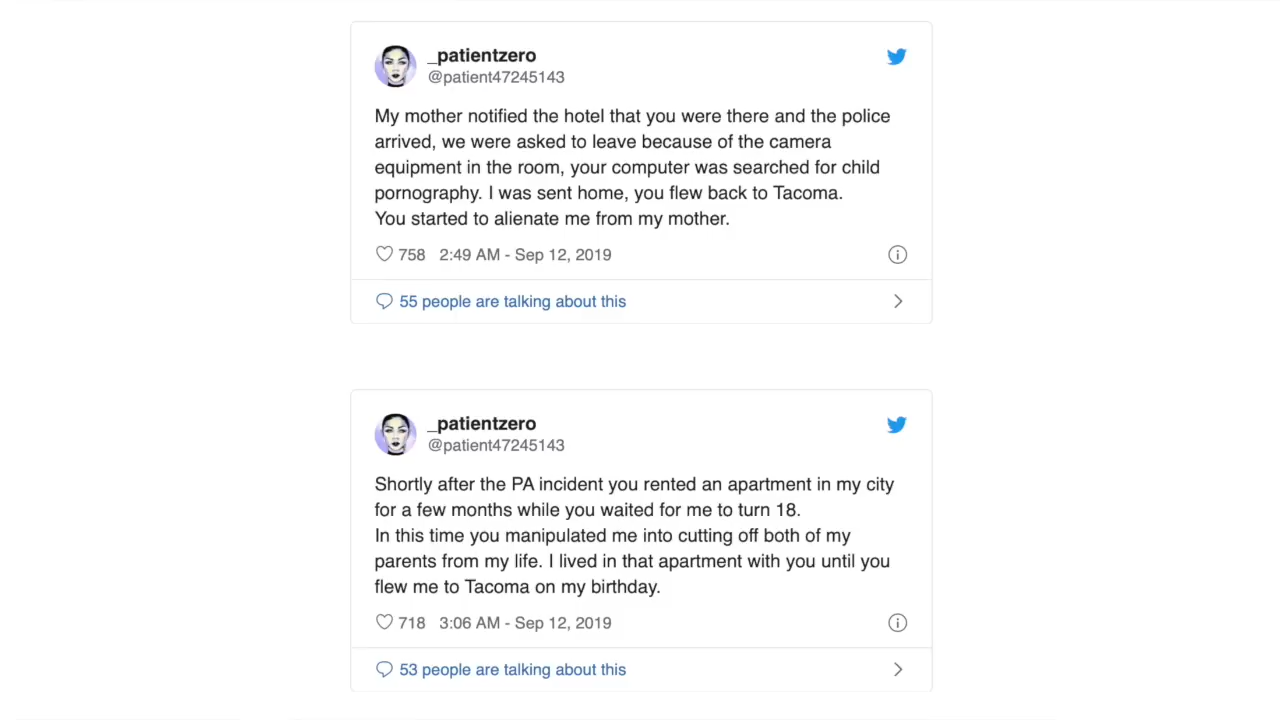 _patientzero
@patient47245143
My mother notified the hotel that you were there and the police
arrived, we were asked to leave because of the camera
equipment in the room, your computer was searched for child
pornography. I was sent home, you flew back to Tacoma.
You started to alienate me from my mother.
758 2:49 AM - Sep 12, 2019
55 people are talking about this
_patientzero
@patient47245143
Shortly after the PA incident you rented an apartment in my city
for a few months while you waited for me to turn 18.
In this time you manipulated me into cutting off both of my
parents from my life. I lived in that apartment with you until you
flew me to Tacoma on my birthday.
718 3:06 AM - Sep 12, 2019
53 people are talking about this